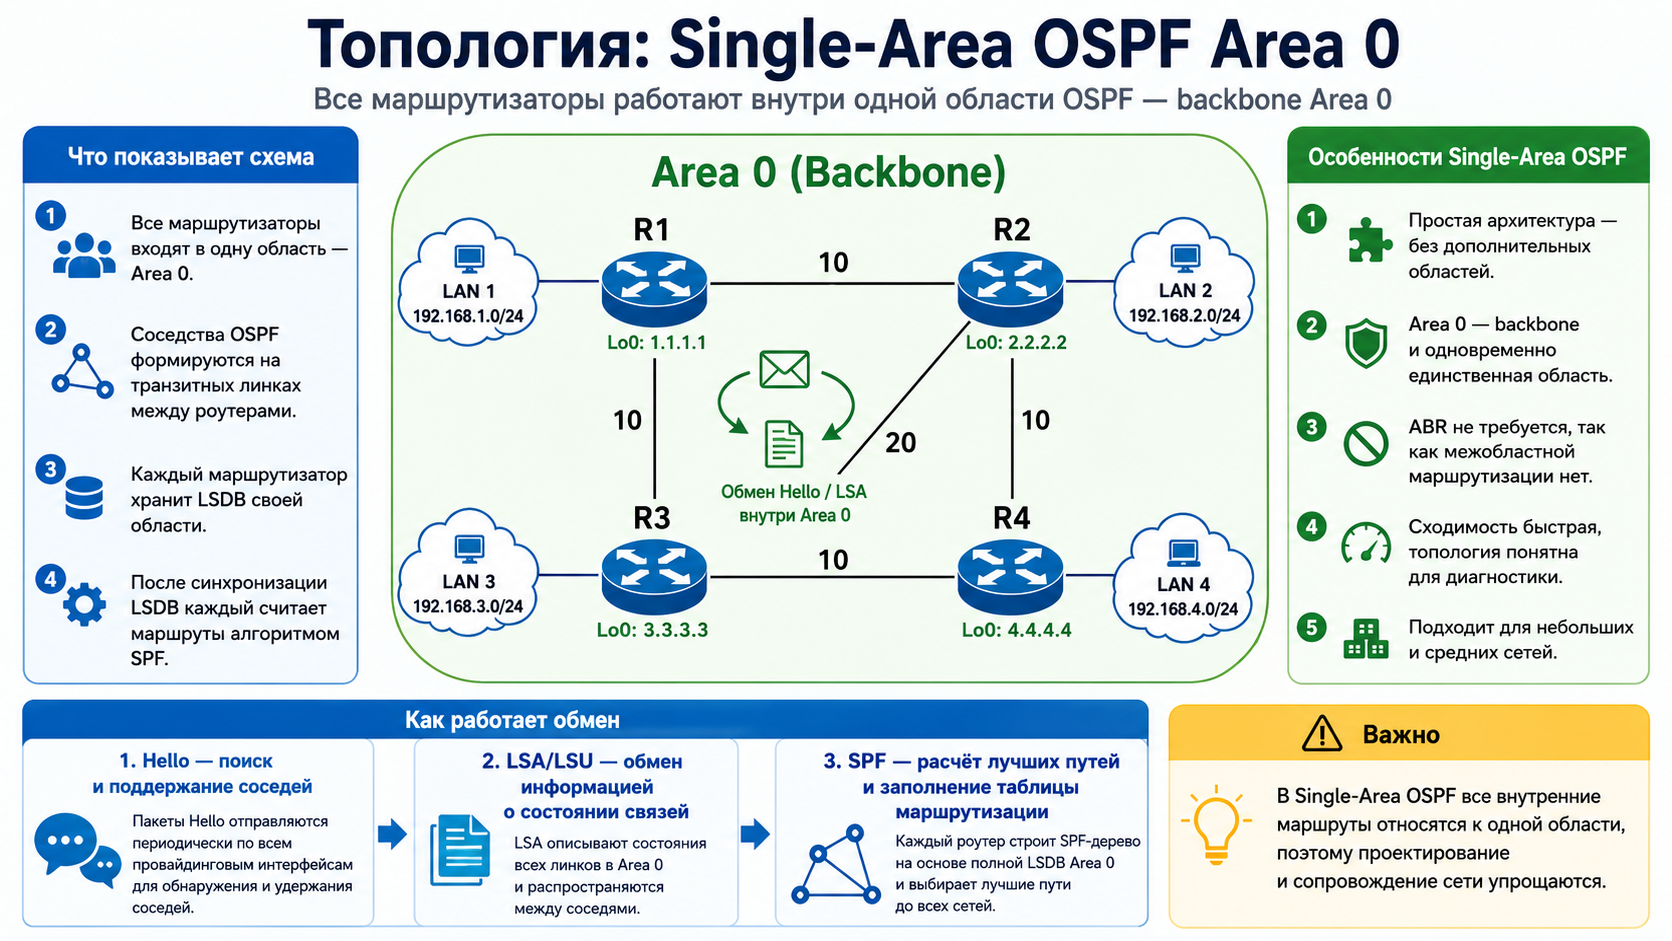 Топология: Single-Area OSPF Area 0
Все маршрутизаторы работают внутри одной области OSPF — backbone Area 0
Что показывает схема
1
Все маршрутизаторы
входят в одну область —
Area 0.
2
Соседства OSPF
формируются на
транзитных линках
между роутерами.
3
Каждый маршрутизатор
хранит LSDB своей
области.
4
После синхронизации
LSDB каждый считает
маршруты алгоритмом
SPF.
Area 0 (Backbone)
R1
R2
LAN 1
192.168.1.0/24
10
LAN 2
192.168.2.0/24
Lo0: 1.1.1.1
Lo0: 2.2.2.2
10
20
10
Обмен Hello / LSA
внутри Area 0
R3
R4
LAN 3
192.168.3.0/24
10
LAN 4
192.168.4.0/24
Lo0: 3.3.3.3
Lo0: 4.4.4.4
Особенности Single-Area OSPF
1
Простая архитектура —
без дополнительных
областей.
2
Area 0 — backbone
и одновременно
единственная область.
3
ABR не требуется, так
как межобластной
маршрутизации нет.
4
Сходимость быстрая,
топология понятна
для диагностики.
5
Подходит для небольших
и средних сетей.
Как работает обмен
1. Hello — поиск
и поддержание соседей
Пакеты Hello отправляются
периодически по всем
провайдинговым интерфейсам
для обнаружения и удержания
соседей.
2. LSA/LSU — обмен
информацией
о состоянии связей
LSA описывают состояния
всех линков в Area 0
и распространяются
между соседями.
3. SPF — расчёт лучших путей
и заполнение таблицы
маршрутизации
Каждый роутер строит SPF-дерево
на основе полной LSDB Area 0
и выбирает лучшие пути
до всех сетей.
Важно
В Single-Area OSPF все внутренние
маршруты относятся к одной области,
поэтому проектирование
и сопровождение сети упрощаются.